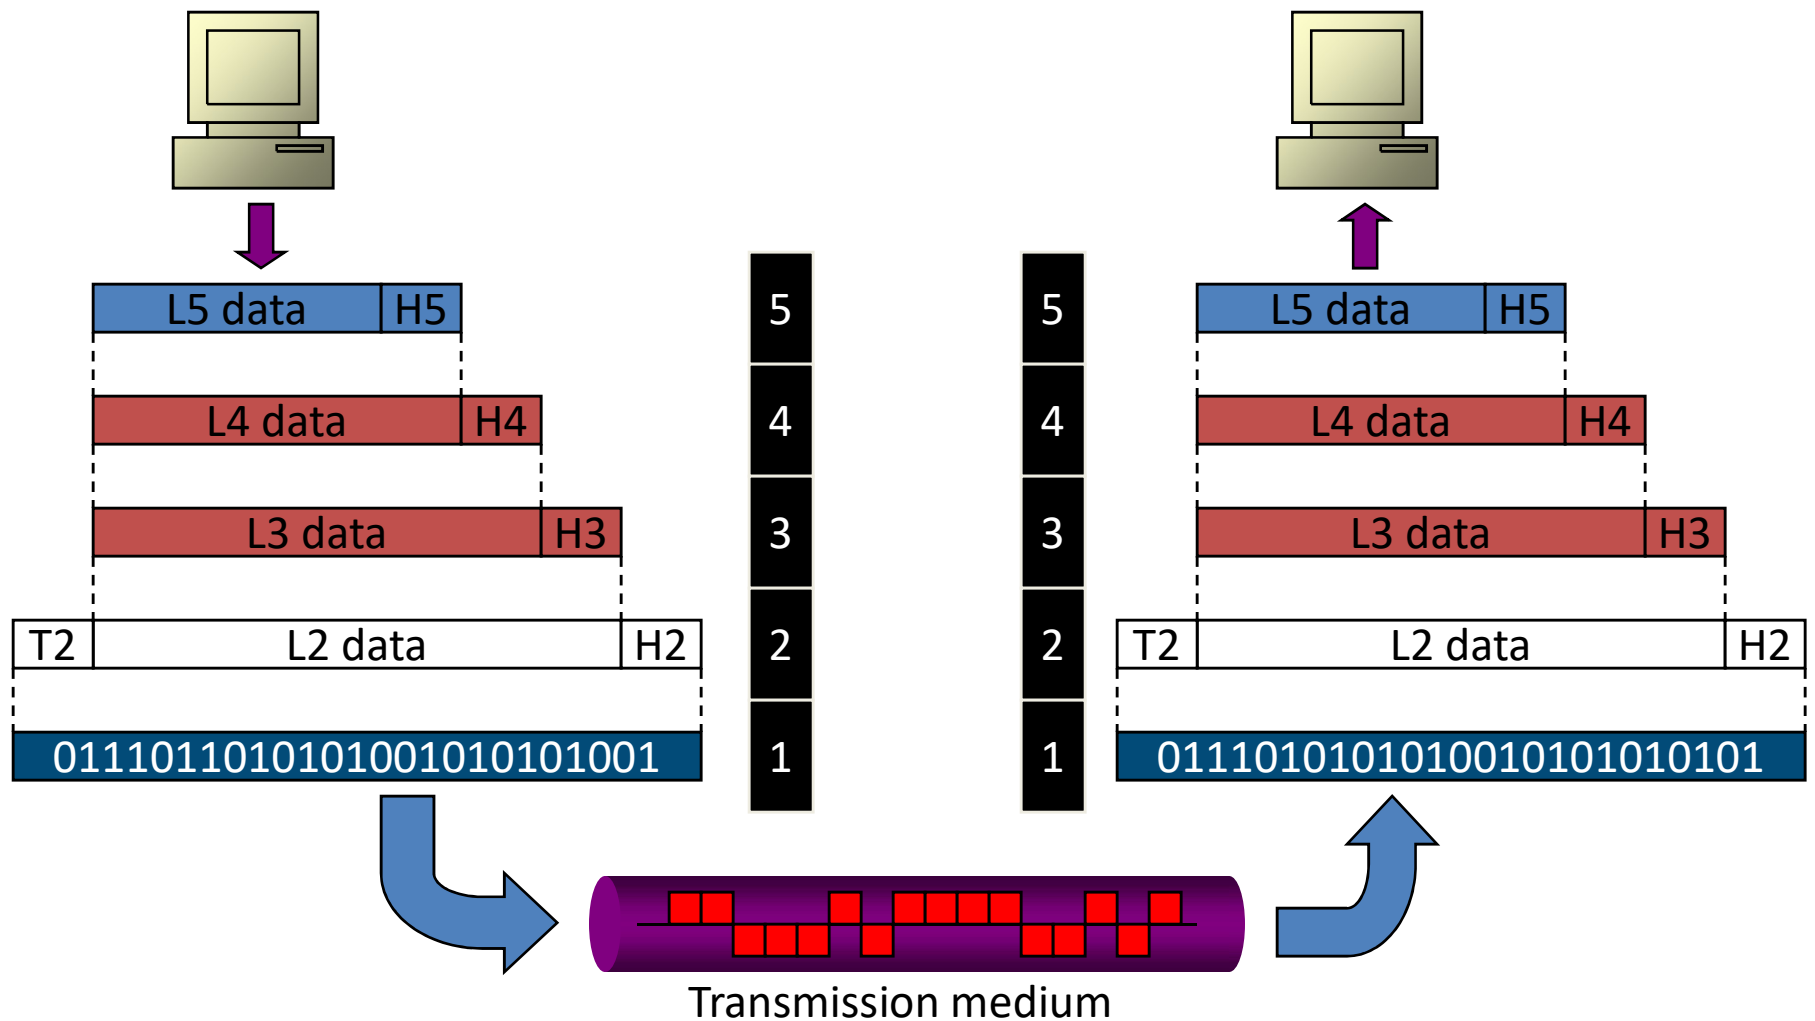 L5 data H5 5 5 L5 data H5
L4 data H4 4 4 L4 data H4
L3 data H3 3 3 L3 data H3
T2 L2 data H2 2 2 T2 L2 data H2
0111011010101001010101001 1 1 0111010101010010101010101
Transmission medium